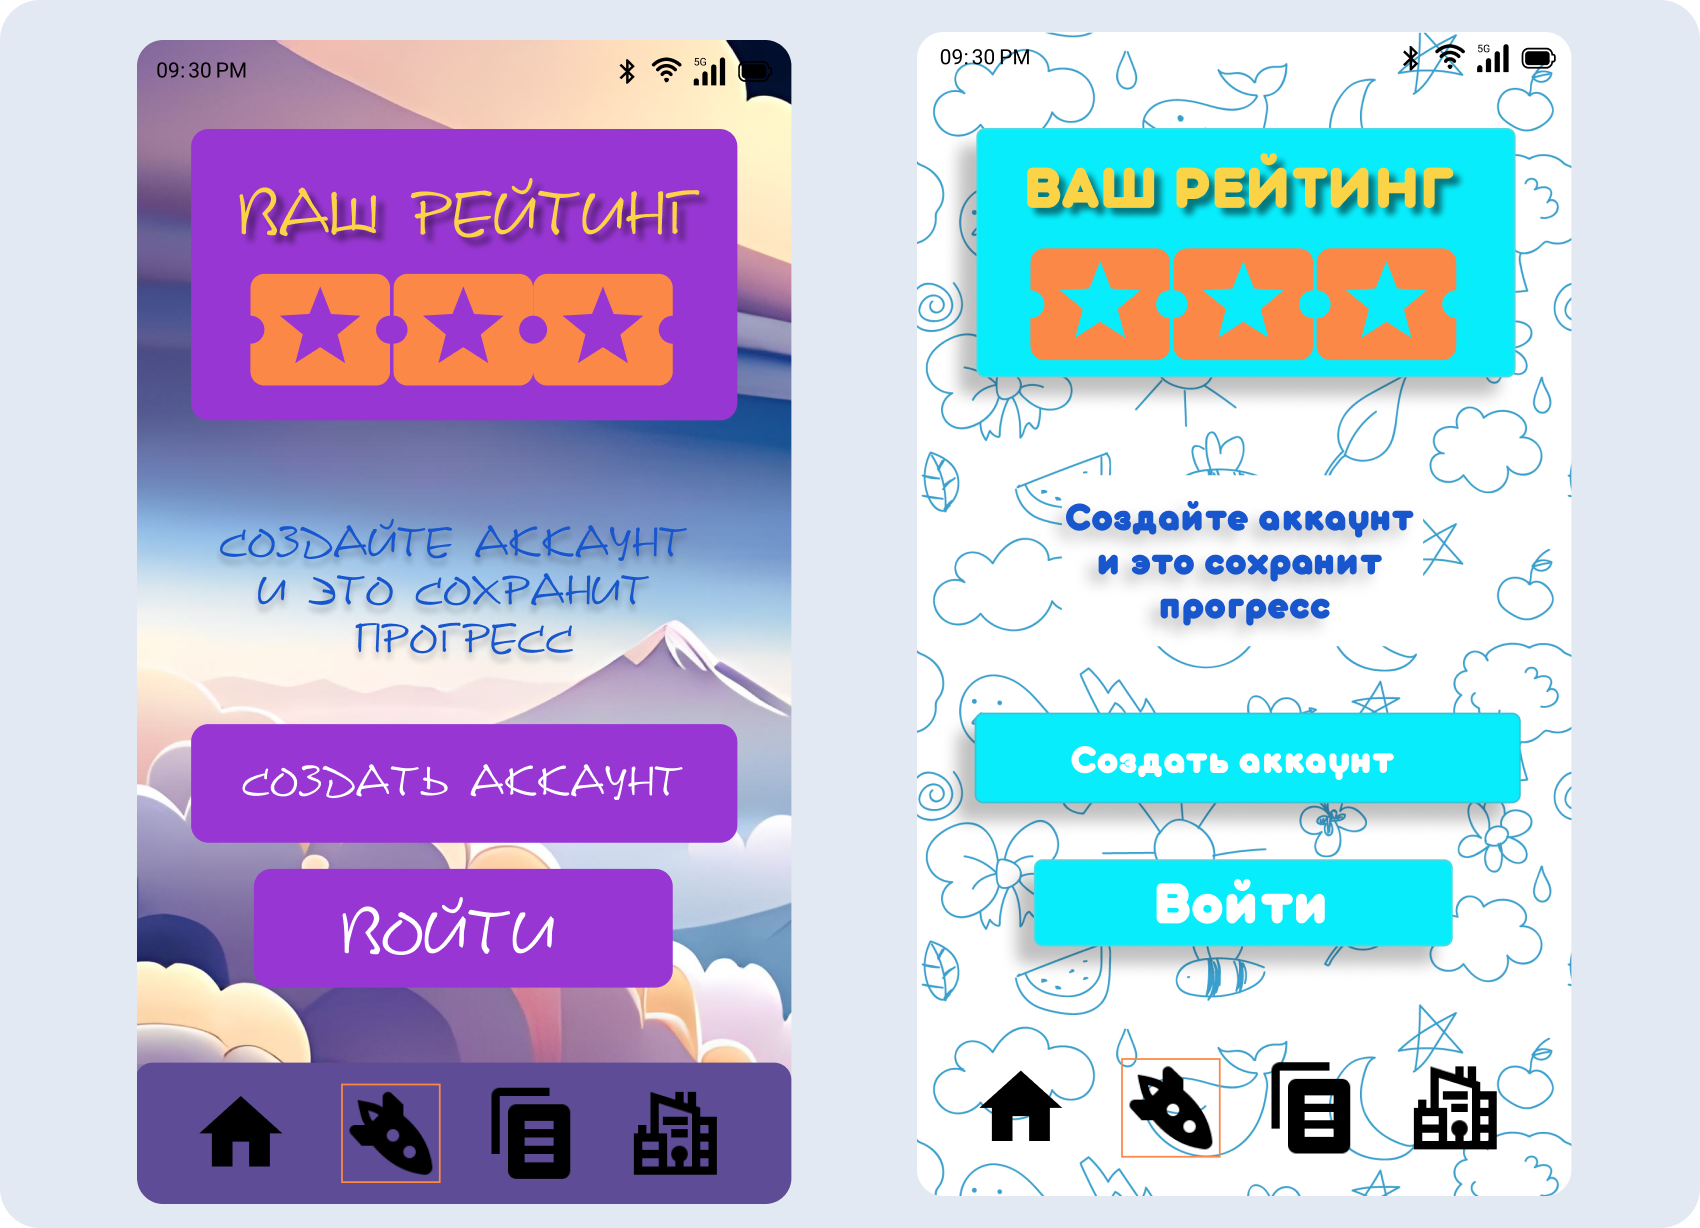 09:30 PM
5G
ВАШ РЕЙТИНГ
СОЗДАЙТЕ АККАУНТ
И ЭТО СОХРАНИТ
ПРОГРЕСС
СОЗДАТЬ АККАУНТ
ВОЙТИ
09:30 PM
5G
ВАШ РЕЙТИНГ
Создайте аккаунт
и это сохранит
прогресс
Создать аккаунт
Войти